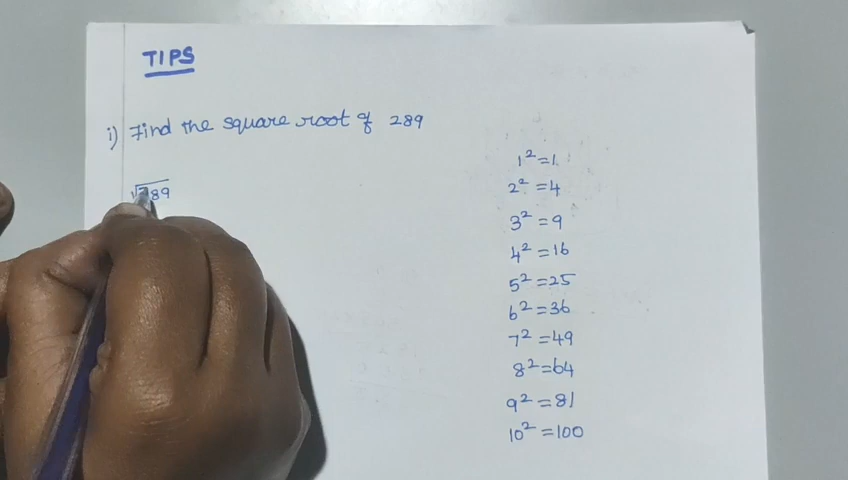 TIPS
i) Find the square root of 289
√289
1² = 1
2² = 4
3² = 9
4² = 16
5² = 25
6² = 36
7² = 49
8² = 64
9² = 81
10² = 100